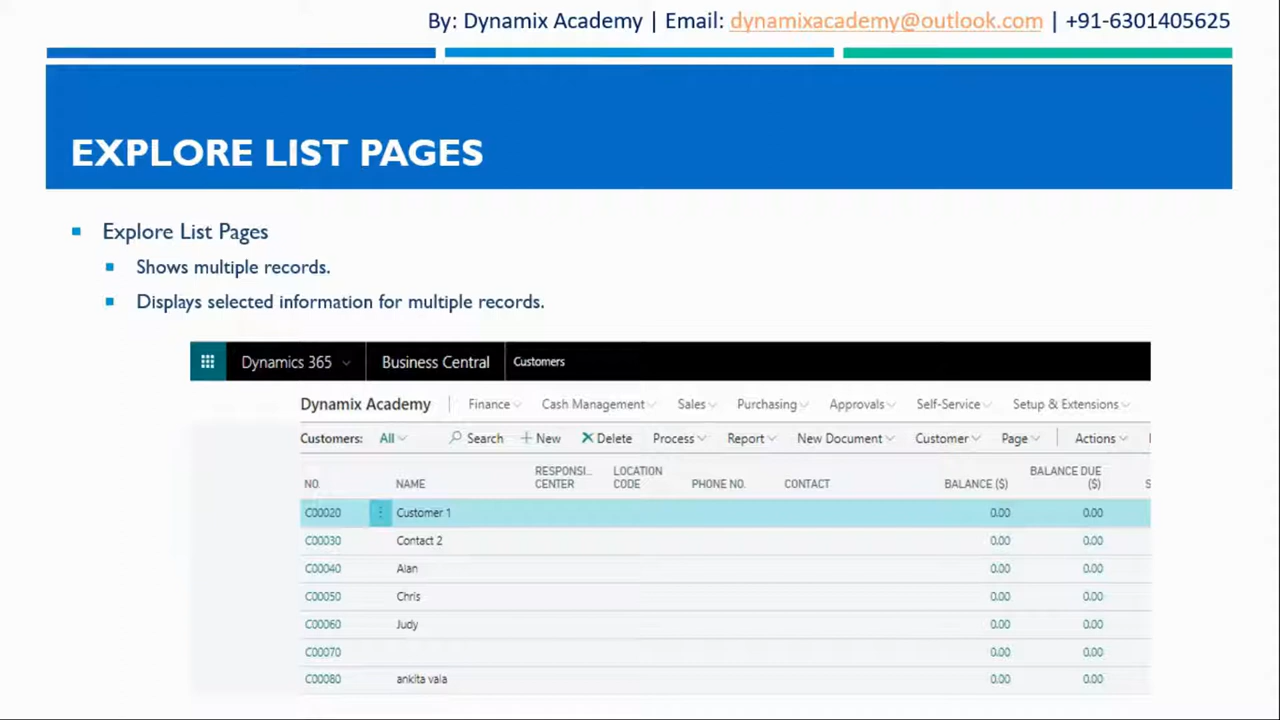 By: Dynamix Academy | Email: dynamixacademy@outlook.com | +91-6301405625
EXPLORE LIST PAGES
Explore List Pages
Shows multiple records.
Displays selected information for multiple records.
Dynamics 365 Business Central Customers
Dynamix Academy Finance Cash Management Sales Purchasing Approvals Self-Service Setup & Extensions
Customers: All Search New Delete Process Report New Document Customer Page Actions
NO. NAME RESPONSI... CENTER LOCATION CODE PHONE NO. CONTACT BALANCE ($) BALANCE DUE ($) S
C00020 Customer 1 0.00 0.00
C00030 Contact 2 0.00 0.00
C00040 Alan 0.00 0.00
C00050 Chris 0.00 0.00
C00060 Judy 0.00 0.00
C00070 0.00 0.00
C00080 ankita vala 0.00 0.00